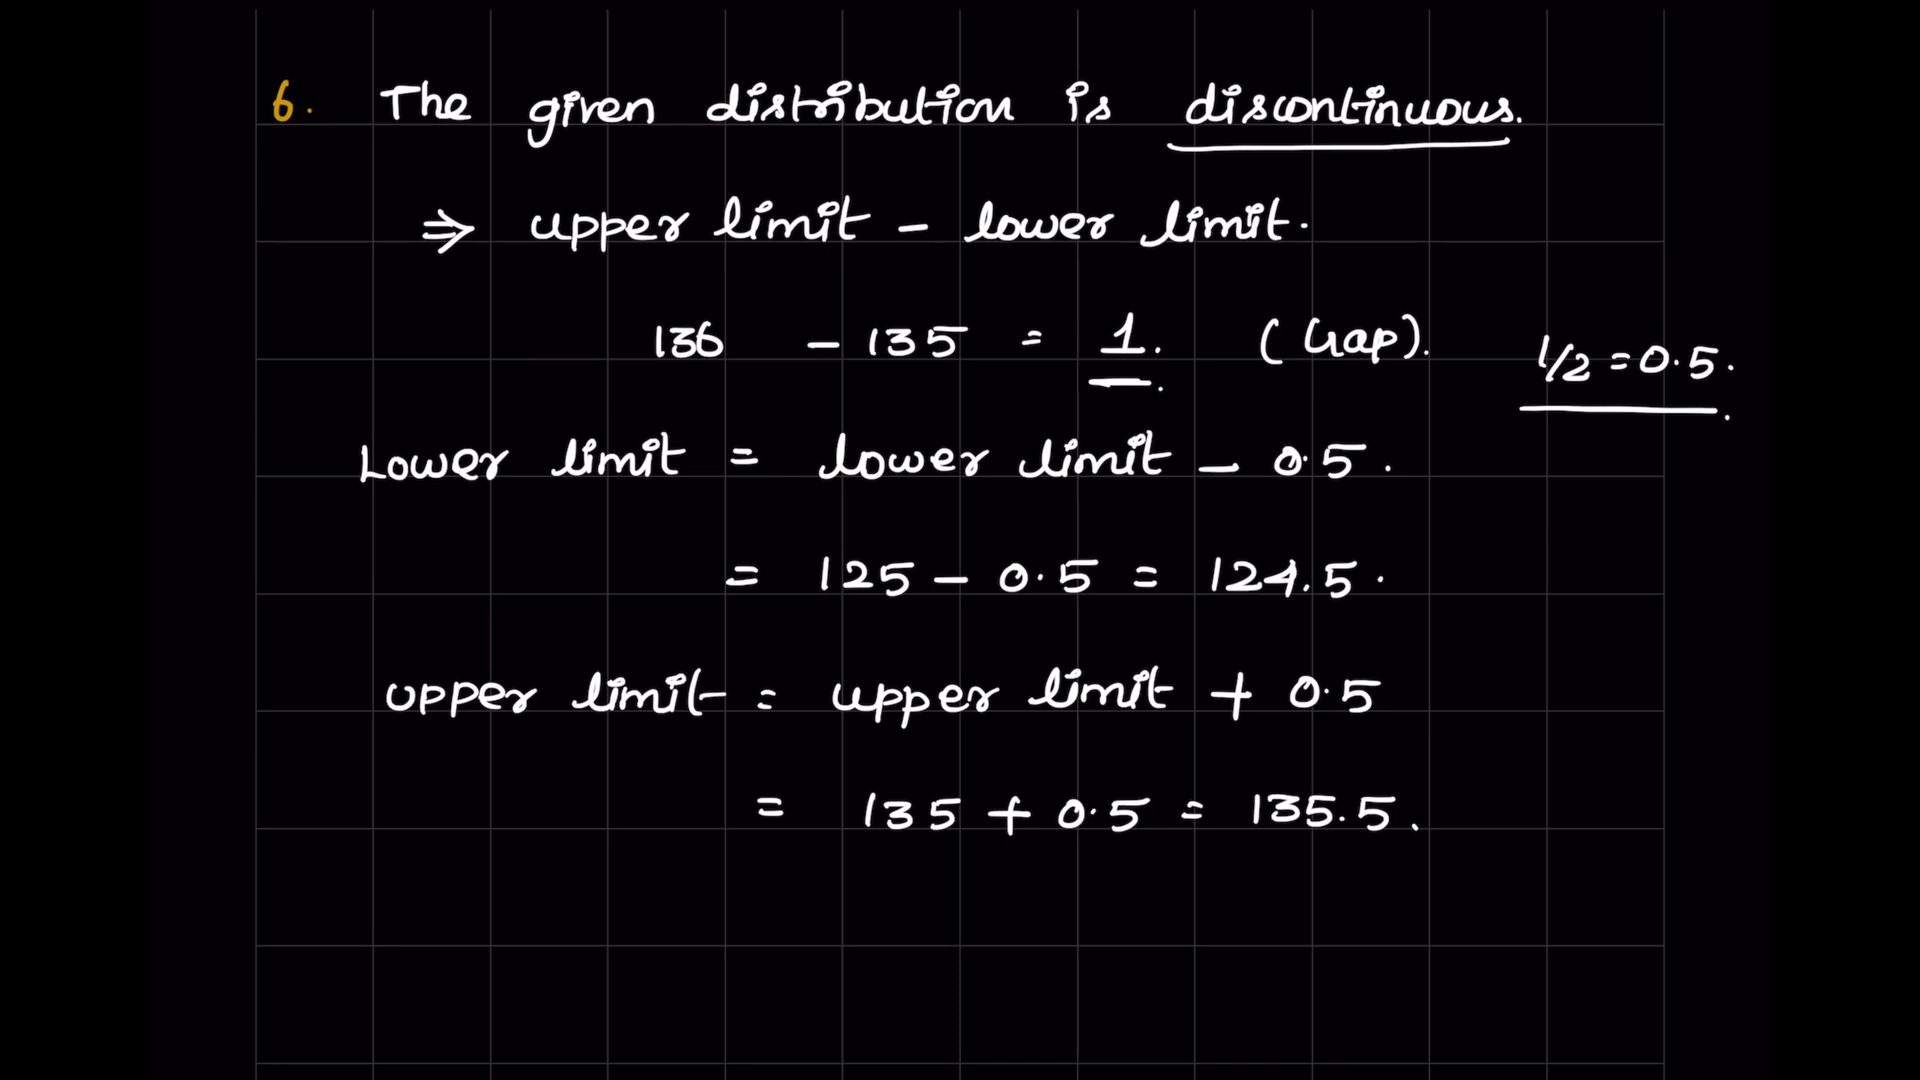 6. The given distribution is discontinuous.
⇒ upper limit - lower limit.
136 - 135 = 1. (Gap).
1/2 = 0.5.
Lower limit = lower limit - 0.5.
= 125 - 0.5 = 124.5.
upper limit = upper limit + 0.5
= 135 + 0.5 = 135.5.